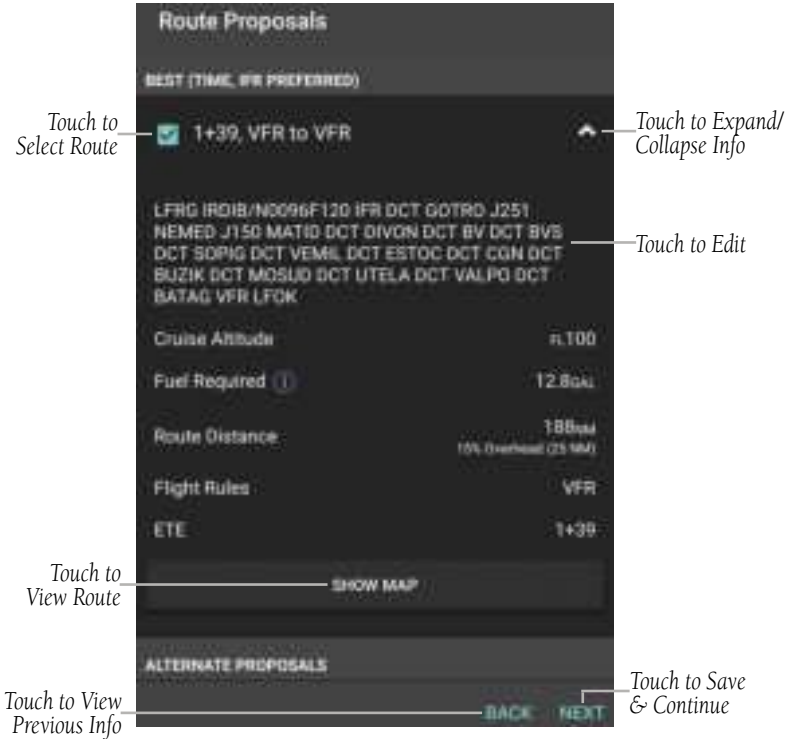 Route Proposals
BEST (TIME, IFR PREFERRED)
Touch to
Select Route
1+39, VFR to VFR
Touch to Expand/
Collapse Info
LFRG IRDIB/N0096F120 IFR DCT GOTRO J251
NEMED J150 MATID DCT DIVON DCT BV DCT BVS
DCT SOPIG DCT VEMIL DCT ESTOC DCT CGN DCT
BUZIK DCT MOSUD DCT UTELA DCT VALPO DCT
BATAG VFR LFOK
Touch to Edit
Cruise Altitude FL100
Fuel Required 12.8GAL
Route Distance 188NM
15% Overhead (25 NM)
Flight Rules VFR
ETE 1+39
Touch to
View Route
SHOW MAP
ALTERNATE PROPOSALS
Touch to View
Previous Info
BACK NEXT
Touch to Save
& Continue